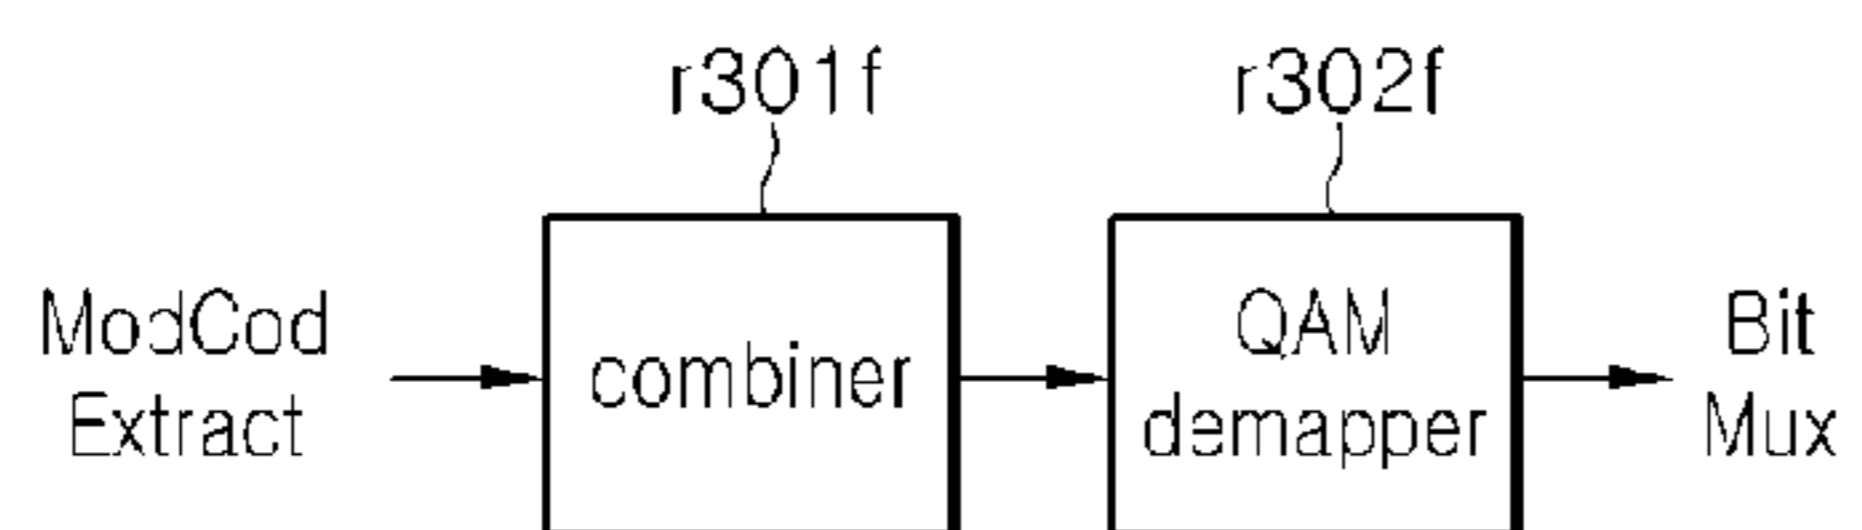 r301f
r302f
ModCod
Extract
combiner
QAM
demapper
Bit
Mux